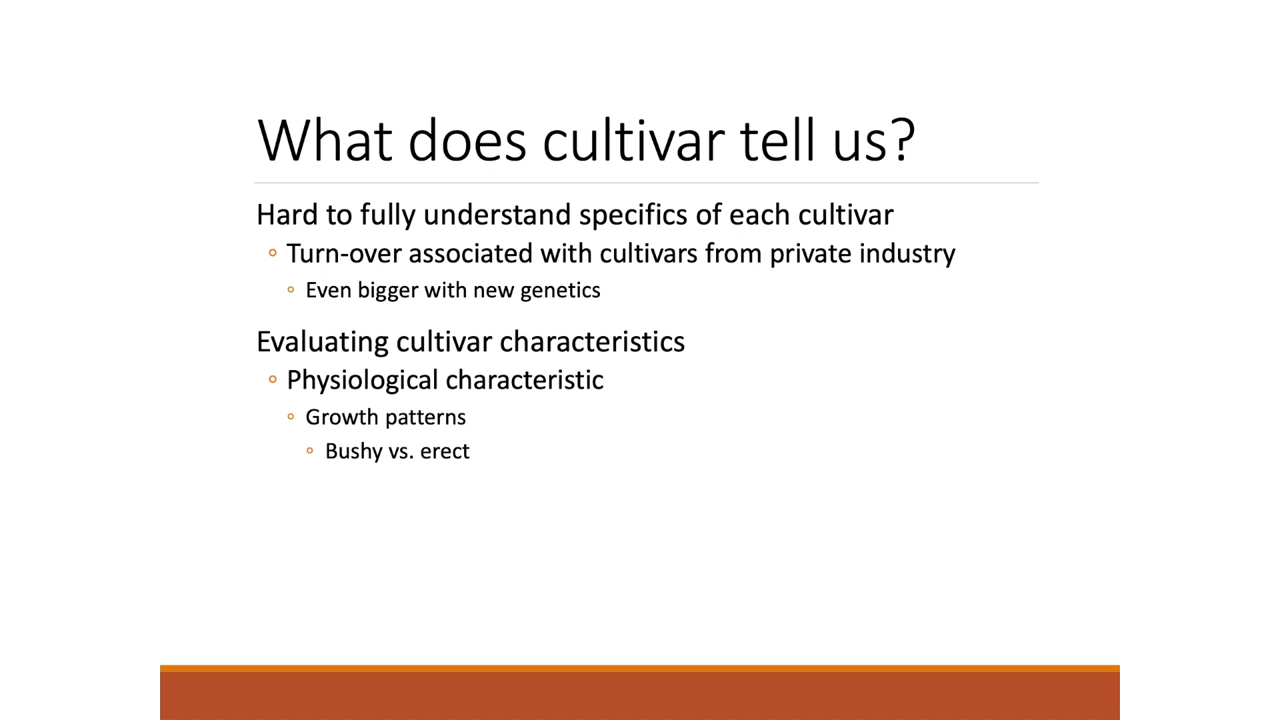 What does cultivar tell us?
Hard to fully understand specifics of each cultivar
Turn-over associated with cultivars from private industry
Even bigger with new genetics
Evaluating cultivar characteristics
Physiological characteristic
Growth patterns
Bushy vs. erect